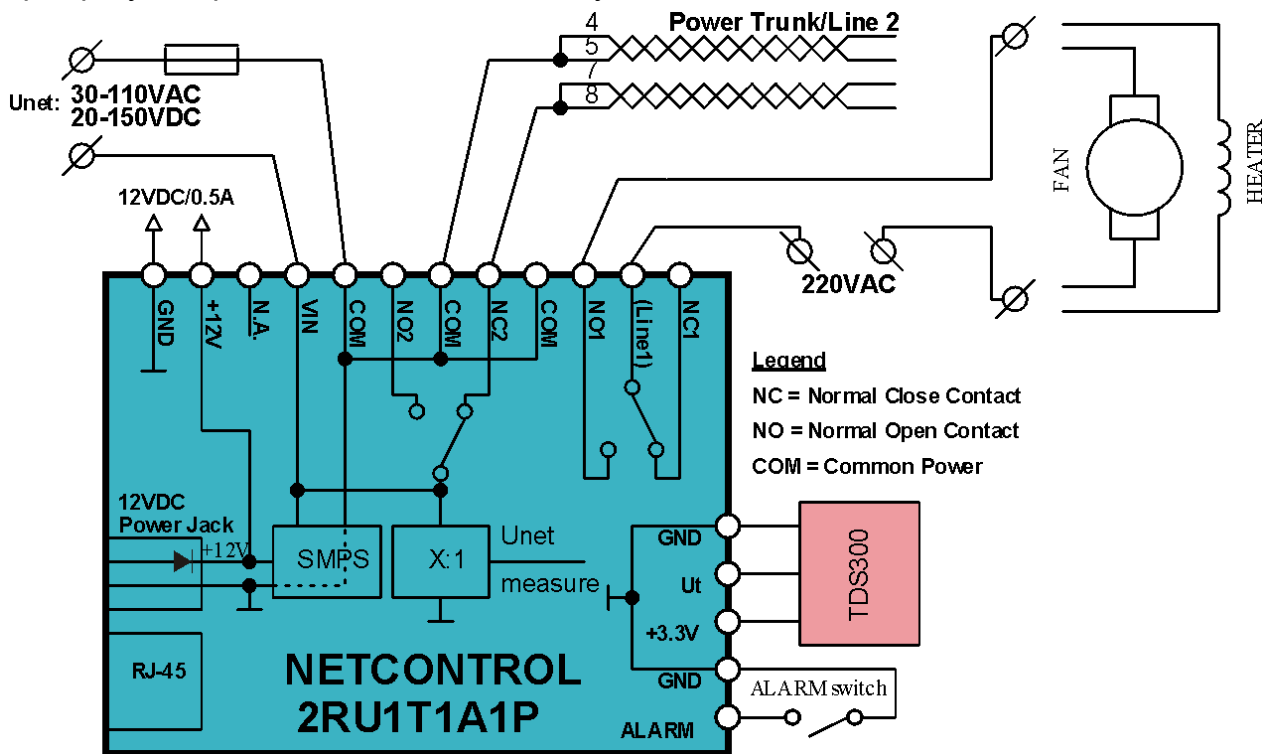 Power Trunk/Line 2
4
5
7
8
Unet: 30-110VAC
20-150VDC
12VDC/0.5A
220VAC
FAN
HEATER
GND
+12V
N.A.
VIN
COM
NO2
COM
NC2
COM
NO1
(Line1)
NC1
Legend
NC = Normal Close Contact
NO = Normal Open Contact
COM = Common Power
12VDC
Power Jack
+12V
SMPS
X:1
Unet
measure
GND
Ut
+3.3V
GND
ALARM
TDS300
ALARM switch
RJ-45
NETCONTROL
2RU1T1A1P